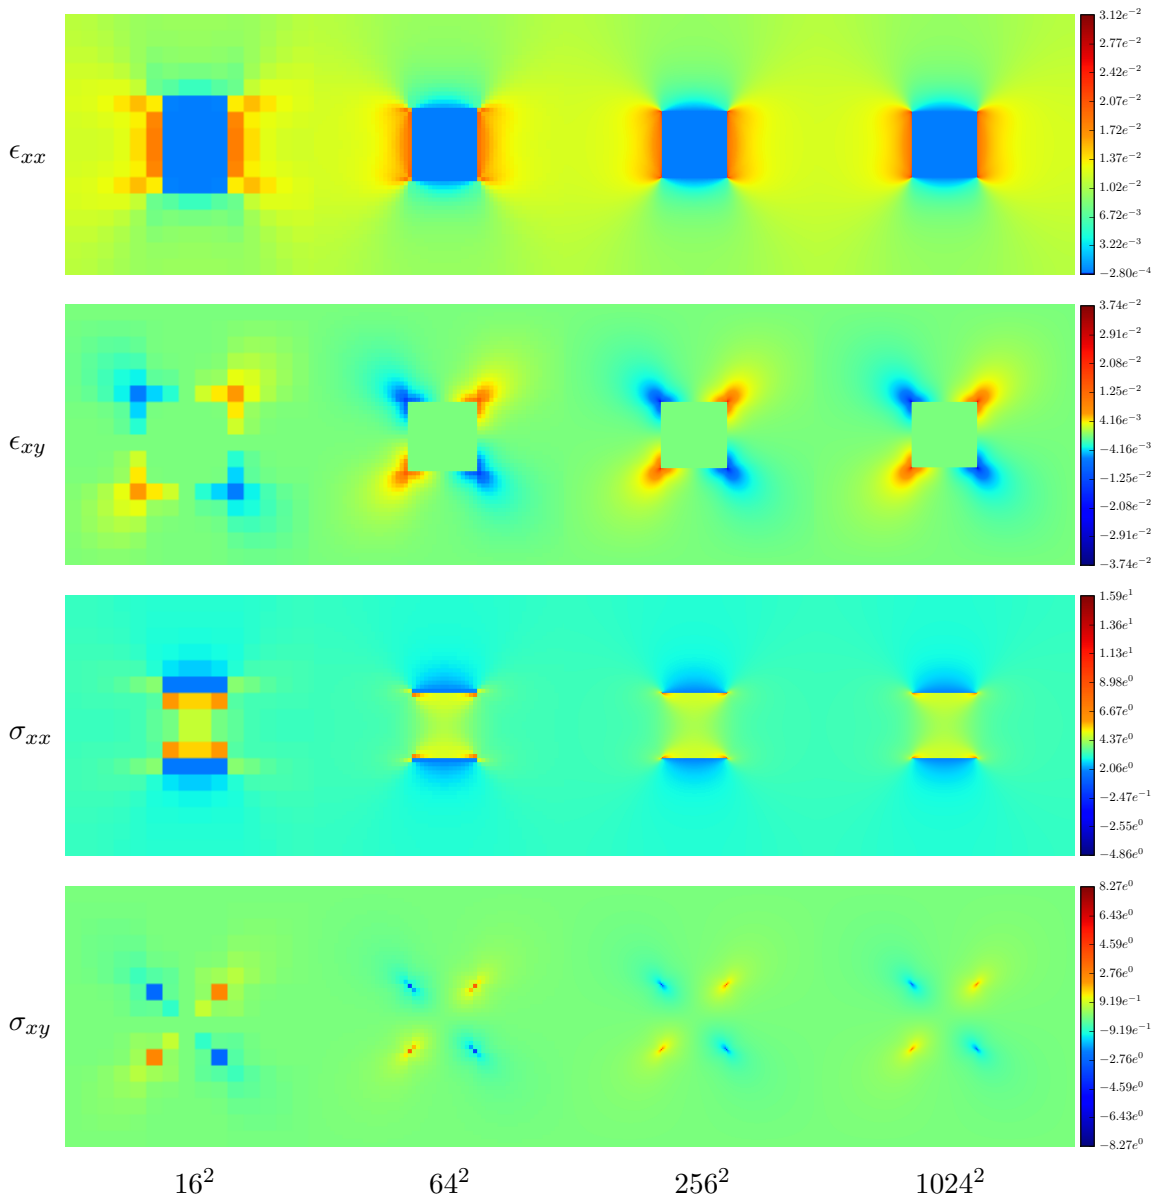 3.12e⁻²
2.77e⁻²
2.42e⁻²
2.07e⁻²
1.72e⁻²
1.37e⁻²
1.02e⁻²
6.72e⁻³
3.22e⁻³
−2.80e⁻⁴
ϵxx
3.74e⁻²
2.91e⁻²
2.08e⁻²
1.25e⁻²
4.16e⁻³
−4.16e⁻³
−1.25e⁻²
−2.08e⁻²
−2.91e⁻²
−3.74e⁻²
ϵxy
1.59e¹
1.36e¹
1.13e¹
8.98e⁰
6.67e⁰
4.37e⁰
2.06e⁰
−2.47e⁻¹
−2.55e⁰
−4.86e⁰
σxx
8.27e⁰
6.43e⁰
4.59e⁰
2.76e⁰
9.19e⁻¹
−9.19e⁻¹
−2.76e⁰
−4.59e⁰
−6.43e⁰
−8.27e⁰
σxy
16² 64² 256² 1024²